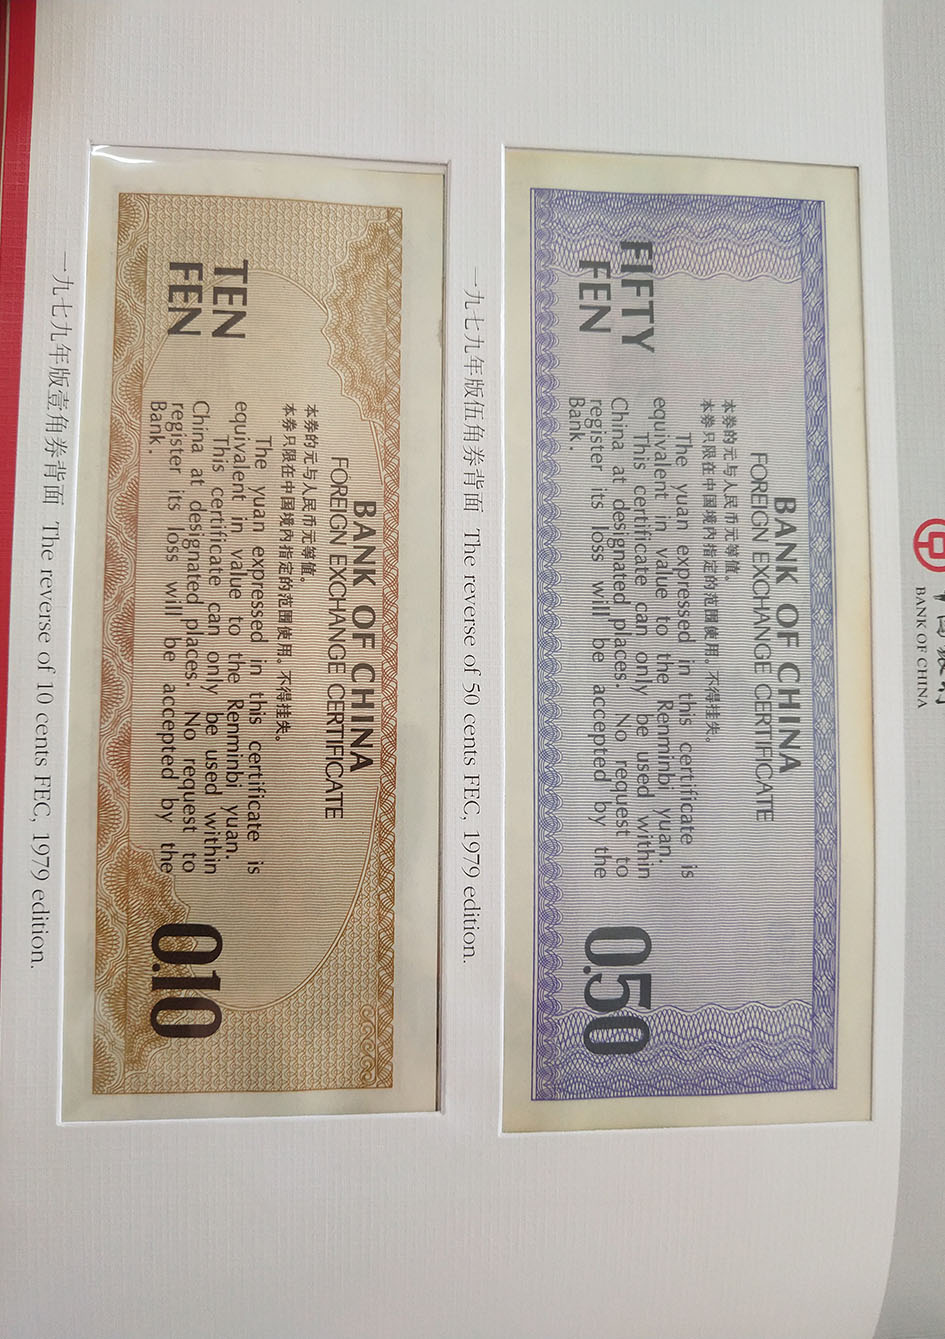 BANK OF CHINA
BANK OF CHINA
FOREIGN EXCHANGE CERTIFICATE
本券的元与人民币元等值。
本券只限在中国境内指定的范围使用。不得挂失。
The yuan expressed in this certificate is
equivalent in value to the Renminbi yuan.
This certificate can only be used within
China at designated places. No request to
register its loss will be accepted by the
Bank.
FIFTY
FEN
0.50
一九七九年版伍角券背面 The reverse of 50 cents FEC, 1979 edition.
BANK OF CHINA
FOREIGN EXCHANGE CERTIFICATE
本券的元与人民币元等值。
本券只限在中国境内指定的范围使用。不得挂失。
The yuan expressed in this certificate is
equivalent in value to the Renminbi yuan.
This certificate can only be used within
China at designated places. No request to
register its loss will be accepted by the
Bank.
TEN
FEN
0.10
一九七九年版壹角券背面 The reverse of 10 cents FEC, 1979 edition.